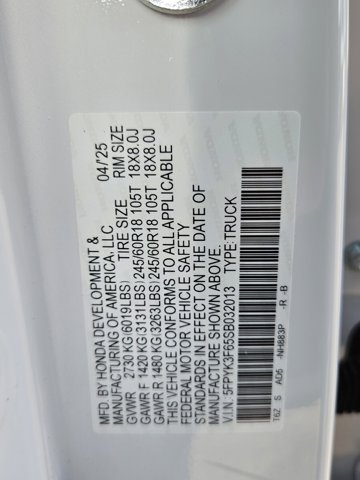 MFD. BY HONDA DEVELOPMENT & 04/'25
MANUFACTURING OF AMERICA, LLC
TIRE SIZE RIM SIZE
GVWR 2730 KG(6019LBS)
GAWR F 1420 KG(3131LBS) 245/60R18 105T 18X8.0J
GAWR R 1480 KG(3263LBS) 245/60R18 105T 18X8.0J
THIS VEHICLE CONFORMS TO ALL APPLICABLE
FEDERAL MOTOR VEHICLE SAFETY
STANDARDS IN EFFECT ON THE DATE OF
MANUFACTURE SHOWN ABOVE.
V.I.N: 5FPYK3F65SB032013 TYPE:TRUCK
T6Z S AD5 -NH883P -R -B